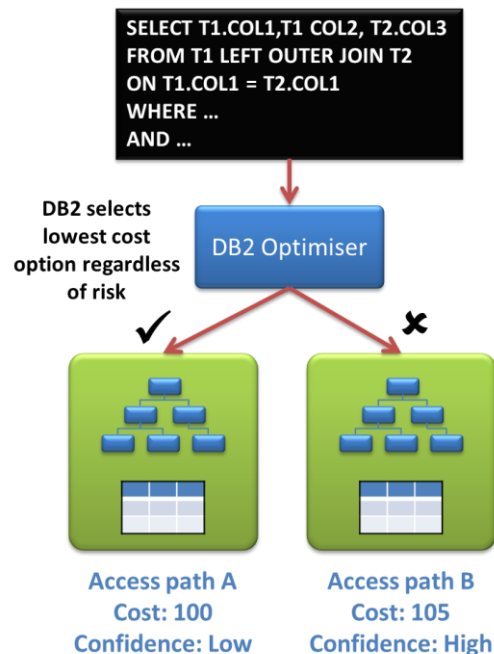 SELECT T1.COL1,T1 COL2, T2.COL3
FROM T1 LEFT OUTER JOIN T2
ON T1.COL1 = T2.COL1
WHERE …
AND …
DB2 selects
lowest cost
option regardless
of risk
DB2 Optimiser
Access path A
Cost: 100
Confidence: Low
Access path B
Cost: 105
Confidence: High